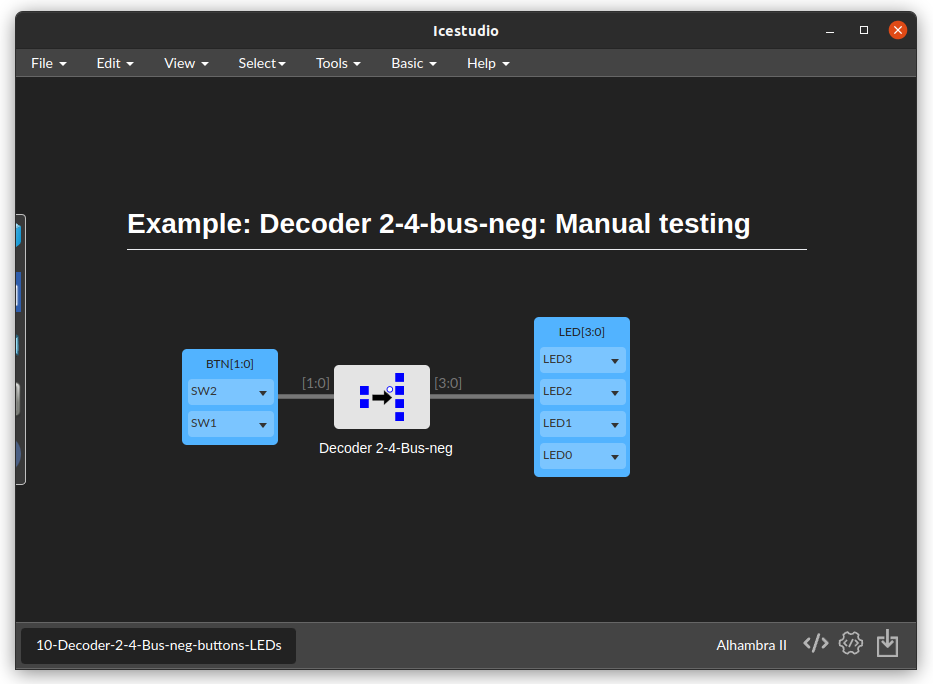 Icestudio
File Edit View Select Tools Basic Help
Example: Decoder 2-4-bus-neg: Manual testing
LED[3:0]
BTN[1:0]
LED3
[1:0]
[3:0]
SW2
LED2
SW1
LED1
Decoder 2-4-Bus-neg
LED0
10-Decoder-2-4-Bus-neg-buttons-LEDs
Alhambra II